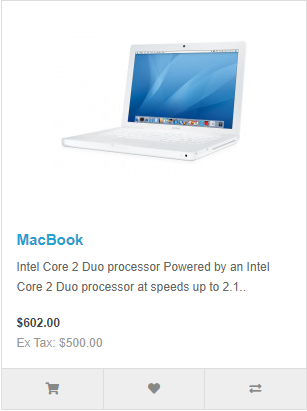 MacBook
Intel Core 2 Duo processor Powered by an Intel
Core 2 Duo processor at speeds up to 2.1..
$602.00
Ex Tax: $500.00